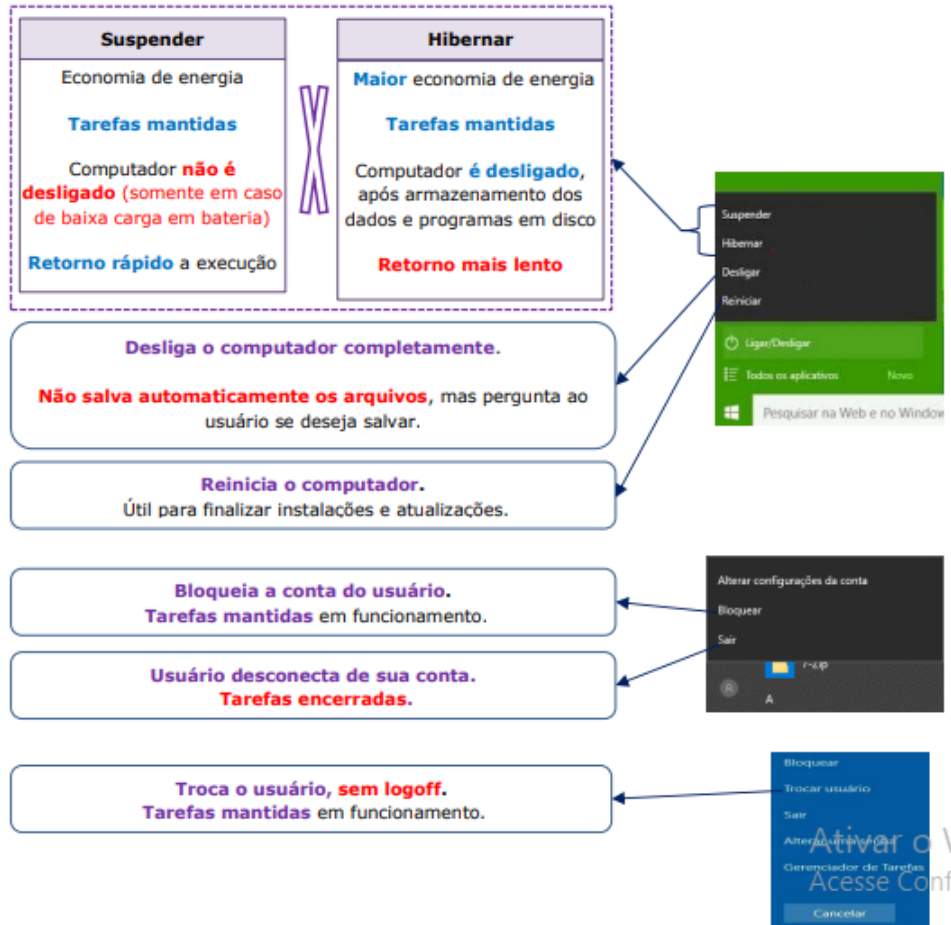 Suspender
Economia de energia
Tarefas mantidas
Computador não é
desligado (somente em caso
de baixa carga em bateria)
Retorno rápido a execução
X
Hibernar
Maior economia de energia
Tarefas mantidas
Computador é desligado,
após armazenamento dos
dados e programas em disco
Retorno mais lento
Suspender
Hibernar
Desligar
Reiniciar
Ligar/Desligar
Todos os aplicativos Novo
Pesquisar na Web e no Window
Desliga o computador completamente.
Não salva automaticamente os arquivos, mas pergunta ao
usuário se deseja salvar.
Reinicia o computador.
Útil para finalizar instalações e atualizações.
Bloqueia a conta do usuário.
Tarefas mantidas em funcionamento.
Usuário desconecta de sua conta.
Tarefas encerradas.
Alterar configurações da conta
Bloquear
Sair
7-Zip
R
A
Troca o usuário, sem logoff.
Tarefas mantidas em funcionamento.
Bloquear
Trocar usuário
Sair
Alterar uma senha
Gerenciador de Tarefas
Cancelar
Ativar o W
Acesse Conf